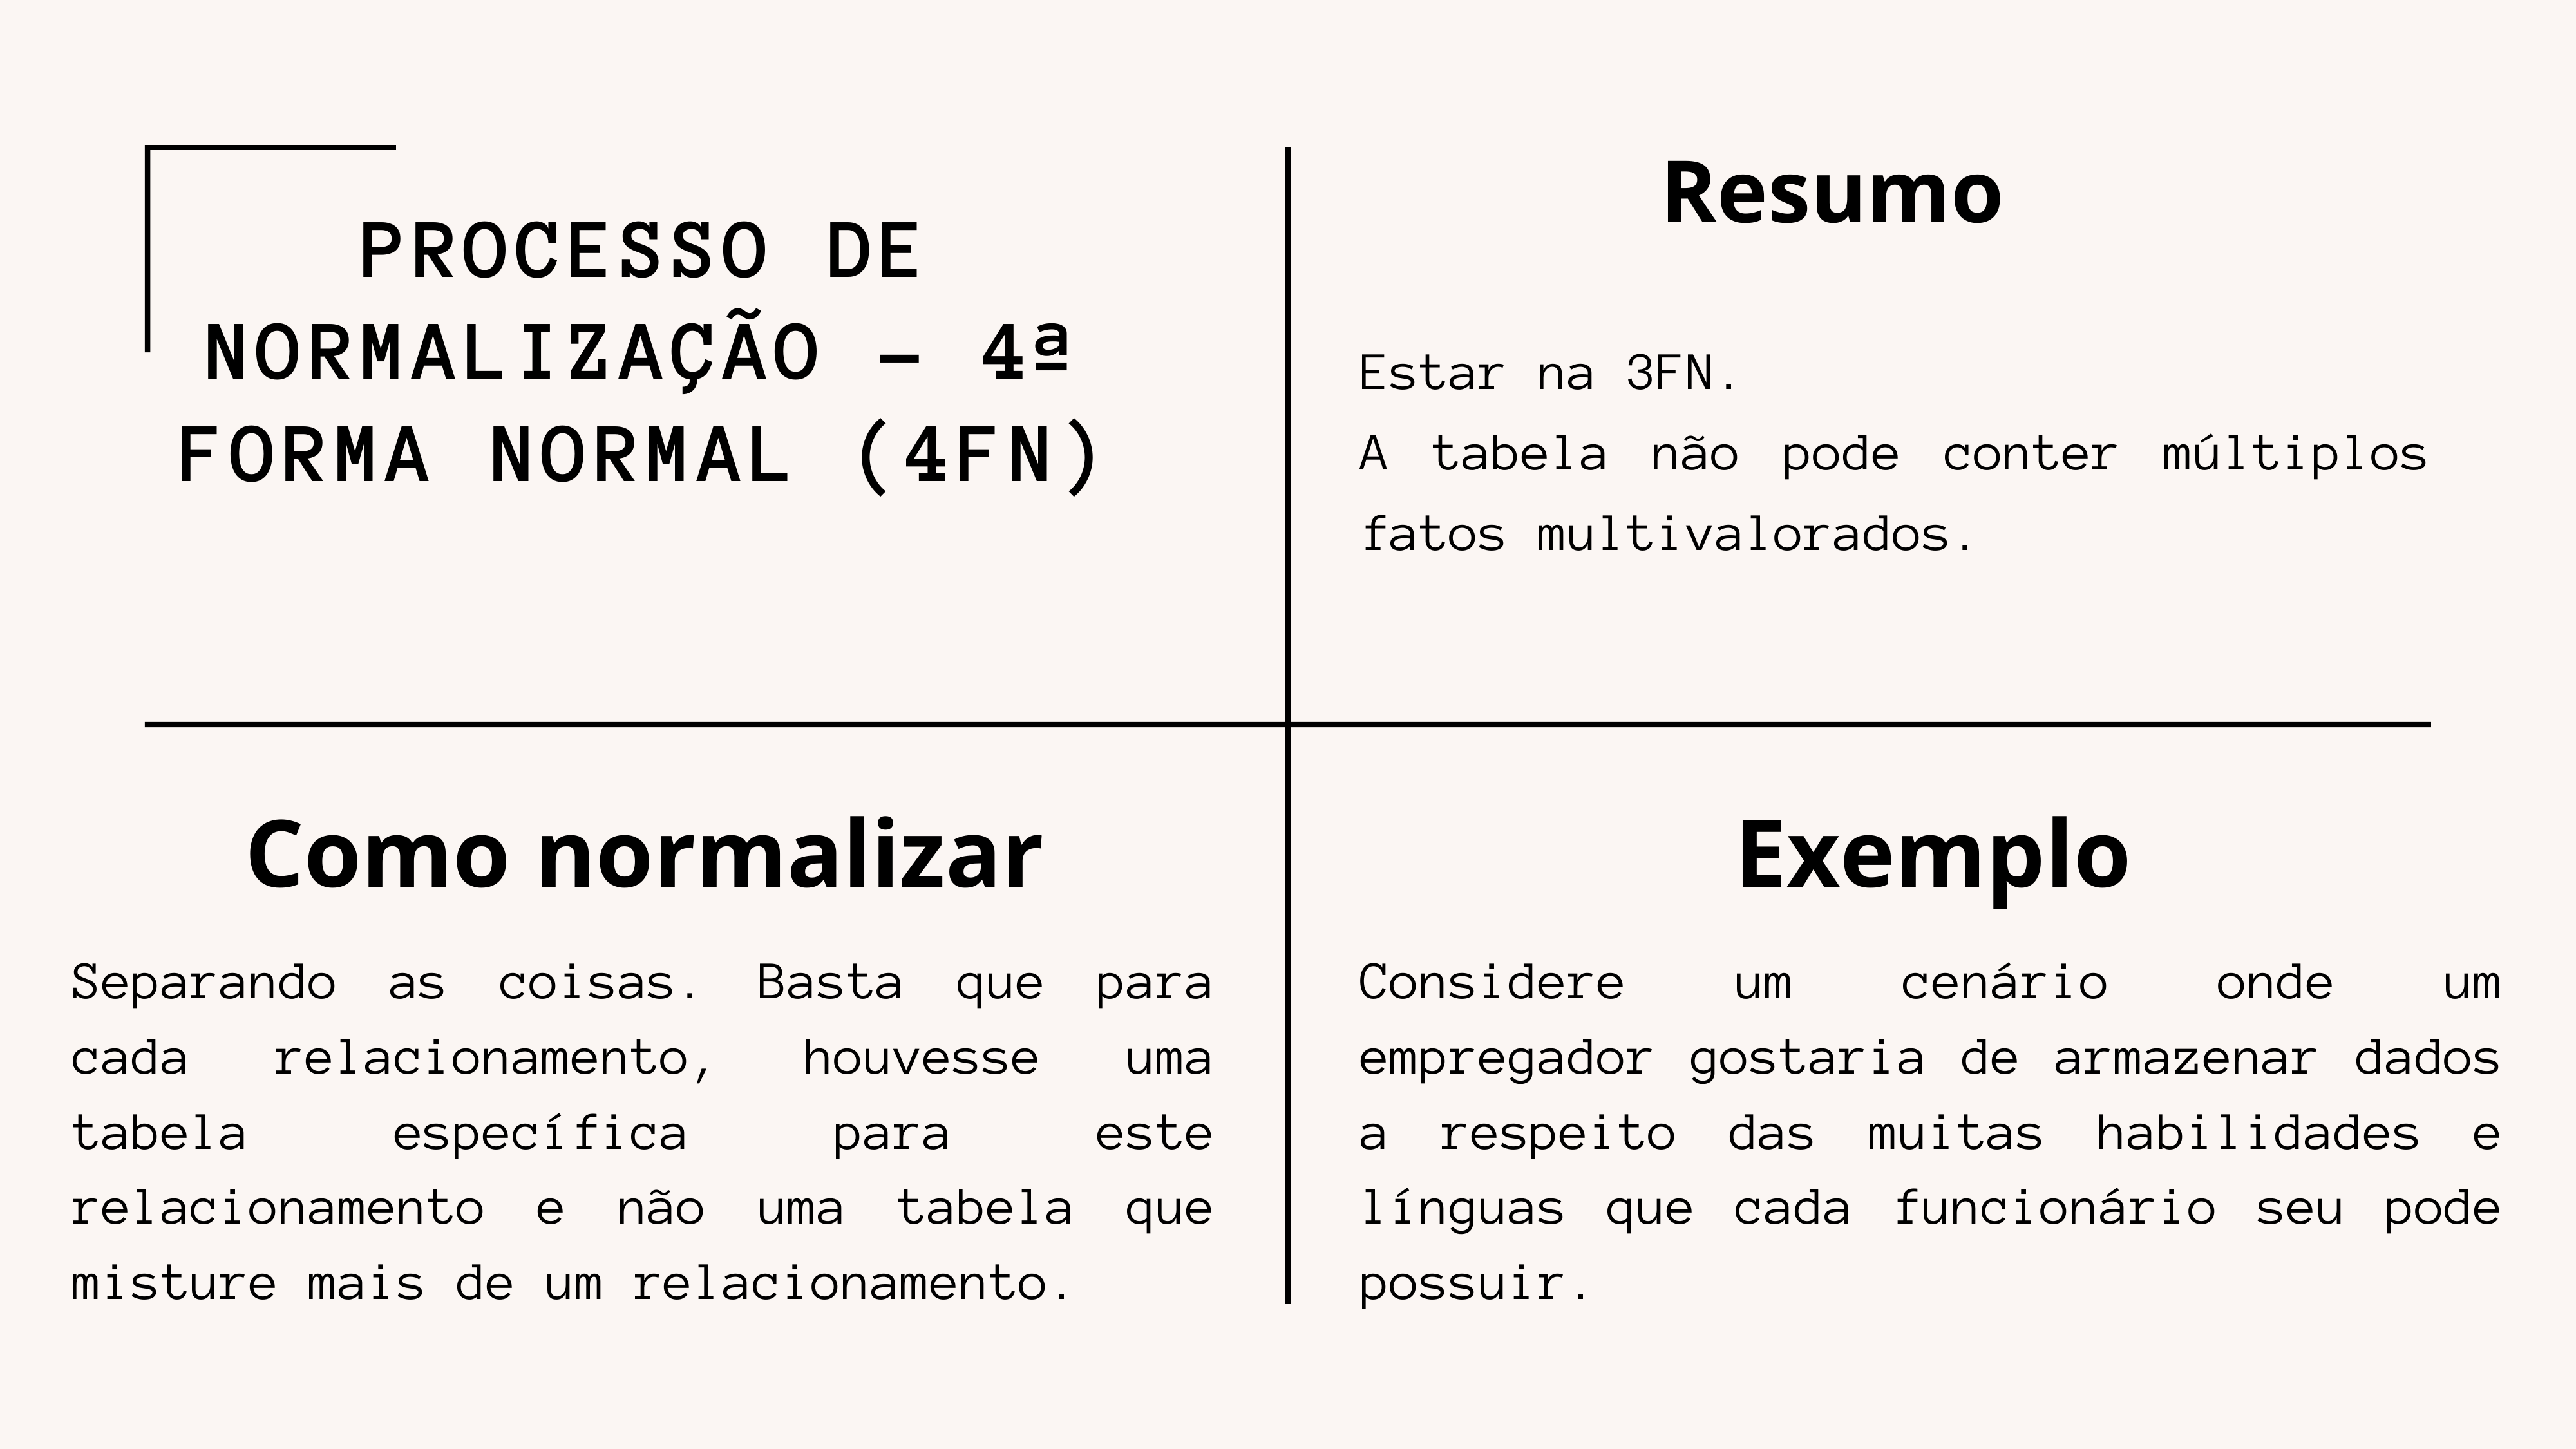 PROCESSO DE
NORMALIZAÇÃO – 4ª
FORMA NORMAL (4FN)
Resumo
Estar na 3FN.
A tabela não pode conter múltiplos
fatos multivalorados.
Como normalizar
Separando as coisas. Basta que para
cada relacionamento, houvesse uma
tabela específica para este
relacionamento e não uma tabela que
misture mais de um relacionamento.
Exemplo
Considere um cenário onde um
empregador gostaria de armazenar dados
a respeito das muitas habilidades e
línguas que cada funcionário seu pode
possuir.